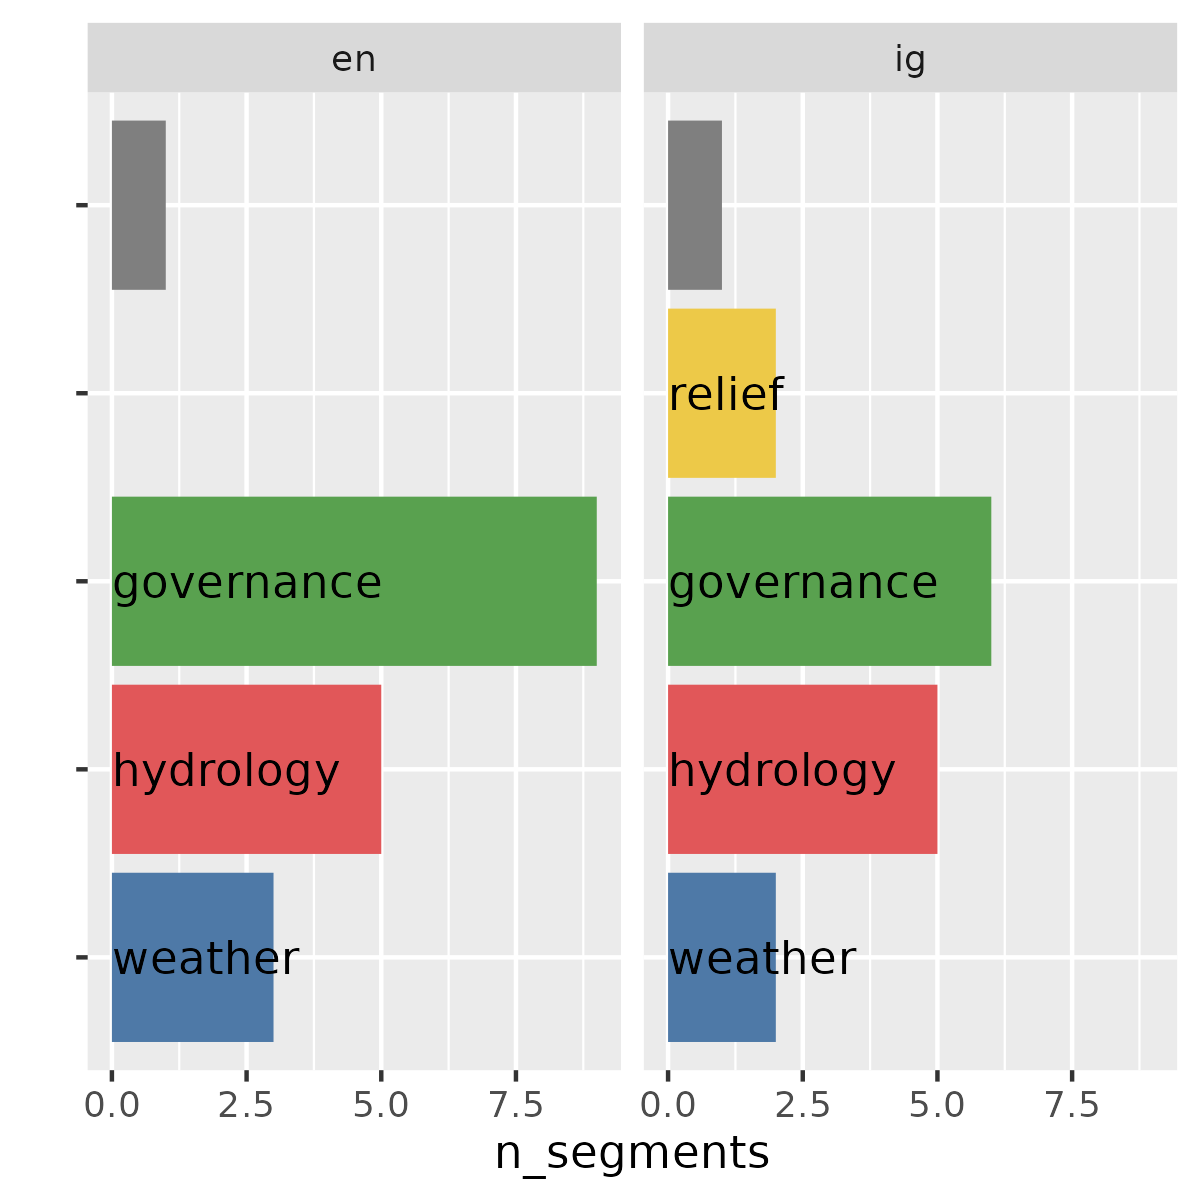 en
ig
relief
governance
governance
hydrology
hydrology
weather
weather
0.0 2.5 5.0 7.5
0.0 2.5 5.0 7.5
n_segments